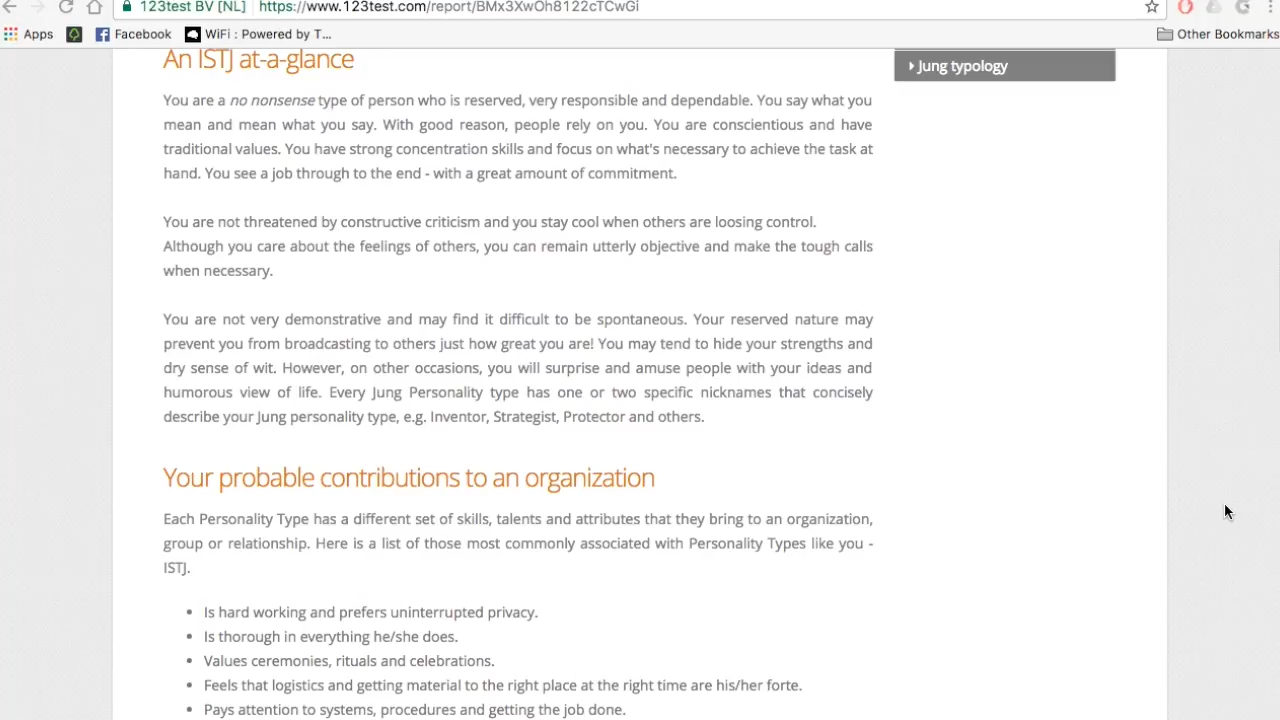 123test BV [NL] https://www.123test.com/report/BMx3XwOh8122cTCwGi
Apps Facebook WiFi : Powered by T... Other Bookmarks
An ISTJ at-a-glance
Jung typology
You are a no nonsense type of person who is reserved, very responsible and dependable. You say what you
mean and mean what you say. With good reason, people rely on you. You are conscientious and have
traditional values. You have strong concentration skills and focus on what's necessary to achieve the task at
hand. You see a job through to the end - with a great amount of commitment.
You are not threatened by constructive criticism and you stay cool when others are loosing control.
Although you care about the feelings of others, you can remain utterly objective and make the tough calls
when necessary.
You are not very demonstrative and may find it difficult to be spontaneous. Your reserved nature may
prevent you from broadcasting to others just how great you are! You may tend to hide your strengths and
dry sense of wit. However, on other occasions, you will surprise and amuse people with your ideas and
humorous view of life. Every Jung Personality type has one or two specific nicknames that concisely
describe your Jung personality type, e.g. Inventor, Strategist, Protector and others.
Your probable contributions to an organization
Each Personality Type has a different set of skills, talents and attributes that they bring to an organization,
group or relationship. Here is a list of those most commonly associated with Personality Types like you -
ISTJ.
• Is hard working and prefers uninterrupted privacy.
• Is thorough in everything he/she does.
• Values ceremonies, rituals and celebrations.
• Feels that logistics and getting material to the right place at the right time are his/her forte.
• Pays attention to systems, procedures and getting the job done.